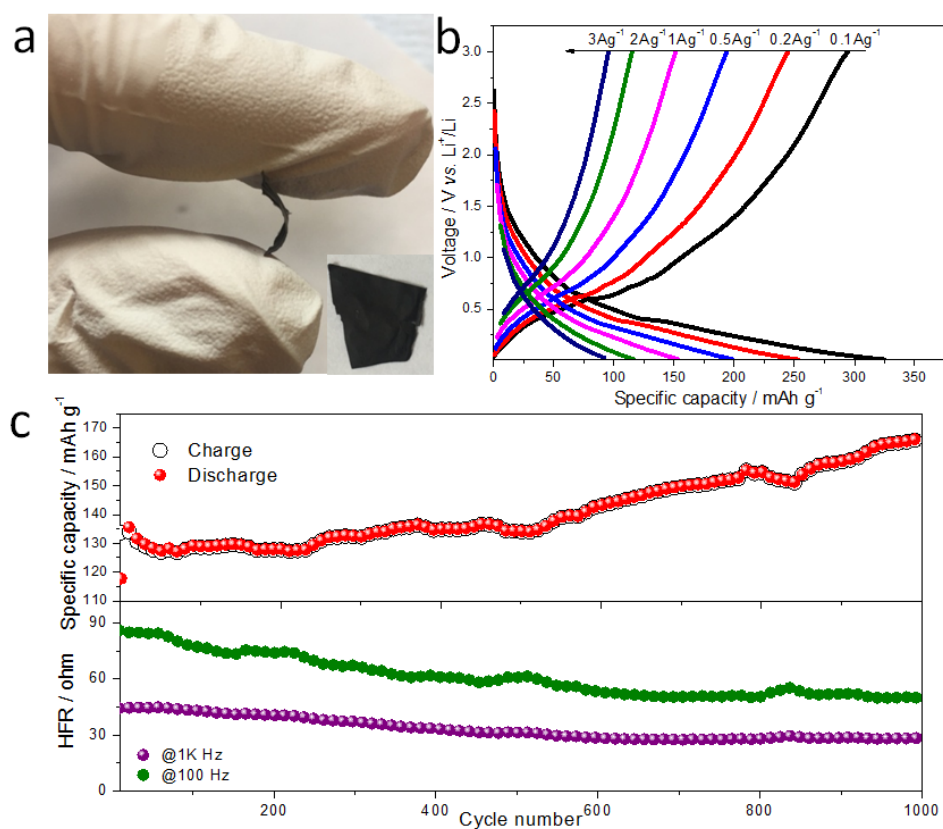 a
b
3Ag⁻¹ 2Ag⁻¹ 1Ag⁻¹ 0.5Ag⁻¹ 0.2Ag⁻¹ 0.1Ag⁻¹
3.0
2.5
2.0
1.5
1.0
0.5
Voltage / V vs. Li⁺/Li
0 50 100 150 200 250 300 350
Specific capacity / mAh g⁻¹
c
170
160
150
140
130
120
110
Specific capacity / mAh g⁻¹
Charge
Discharge
90
60
30
0
HFR / ohm
@1K Hz
@100 Hz
200 400 600 800 1000
Cycle number